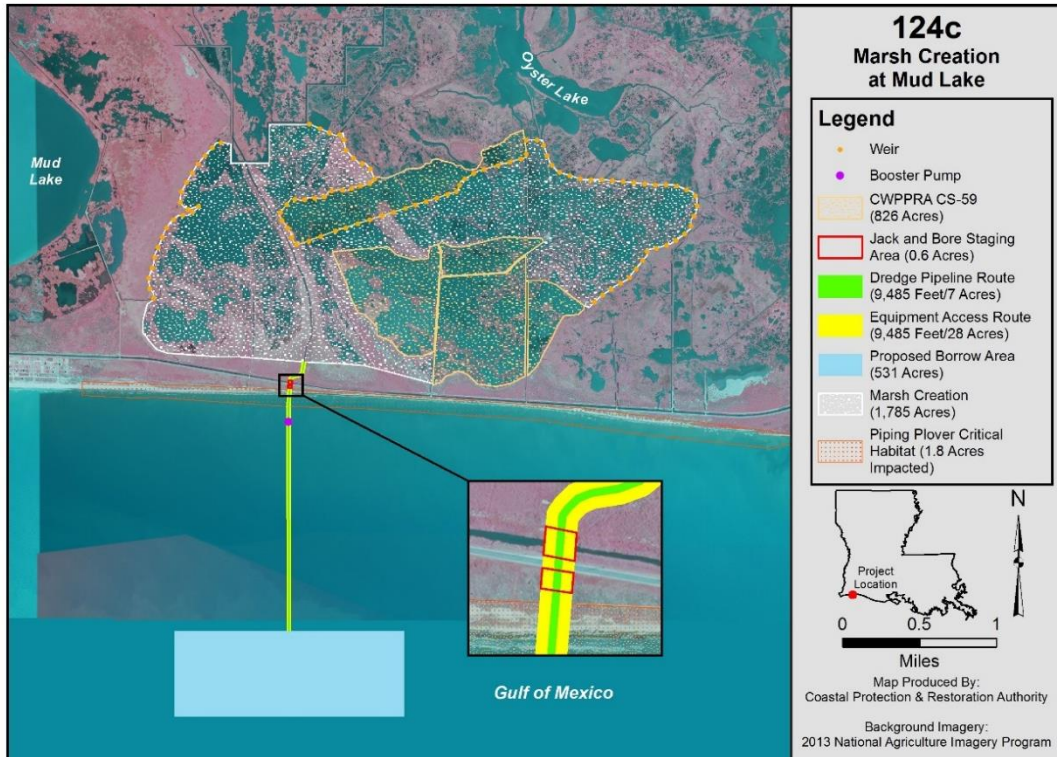 Oyster Lake
Mud
Lake
Gulf of Mexico
124c
Marsh Creation
at Mud Lake
Legend
Weir
Booster Pump
CWPPRA CS-59
(826 Acres)
Jack and Bore Staging
Area (0.6 Acres)
Dredge Pipeline Route
(9,485 Feet/7 Acres)
Equipment Access Route
(9,485 Feet/28 Acres)
Proposed Borrow Area
(531 Acres)
Marsh Creation
(1,785 Acres)
Piping Plover Critical
Habitat (1.8 Acres
Impacted)
N
Project
Location
0 0.5 1
Miles
Map Produced By:
Coastal Protection & Restoration Authority
Background Imagery:
2013 National Agriculture Imagery Program